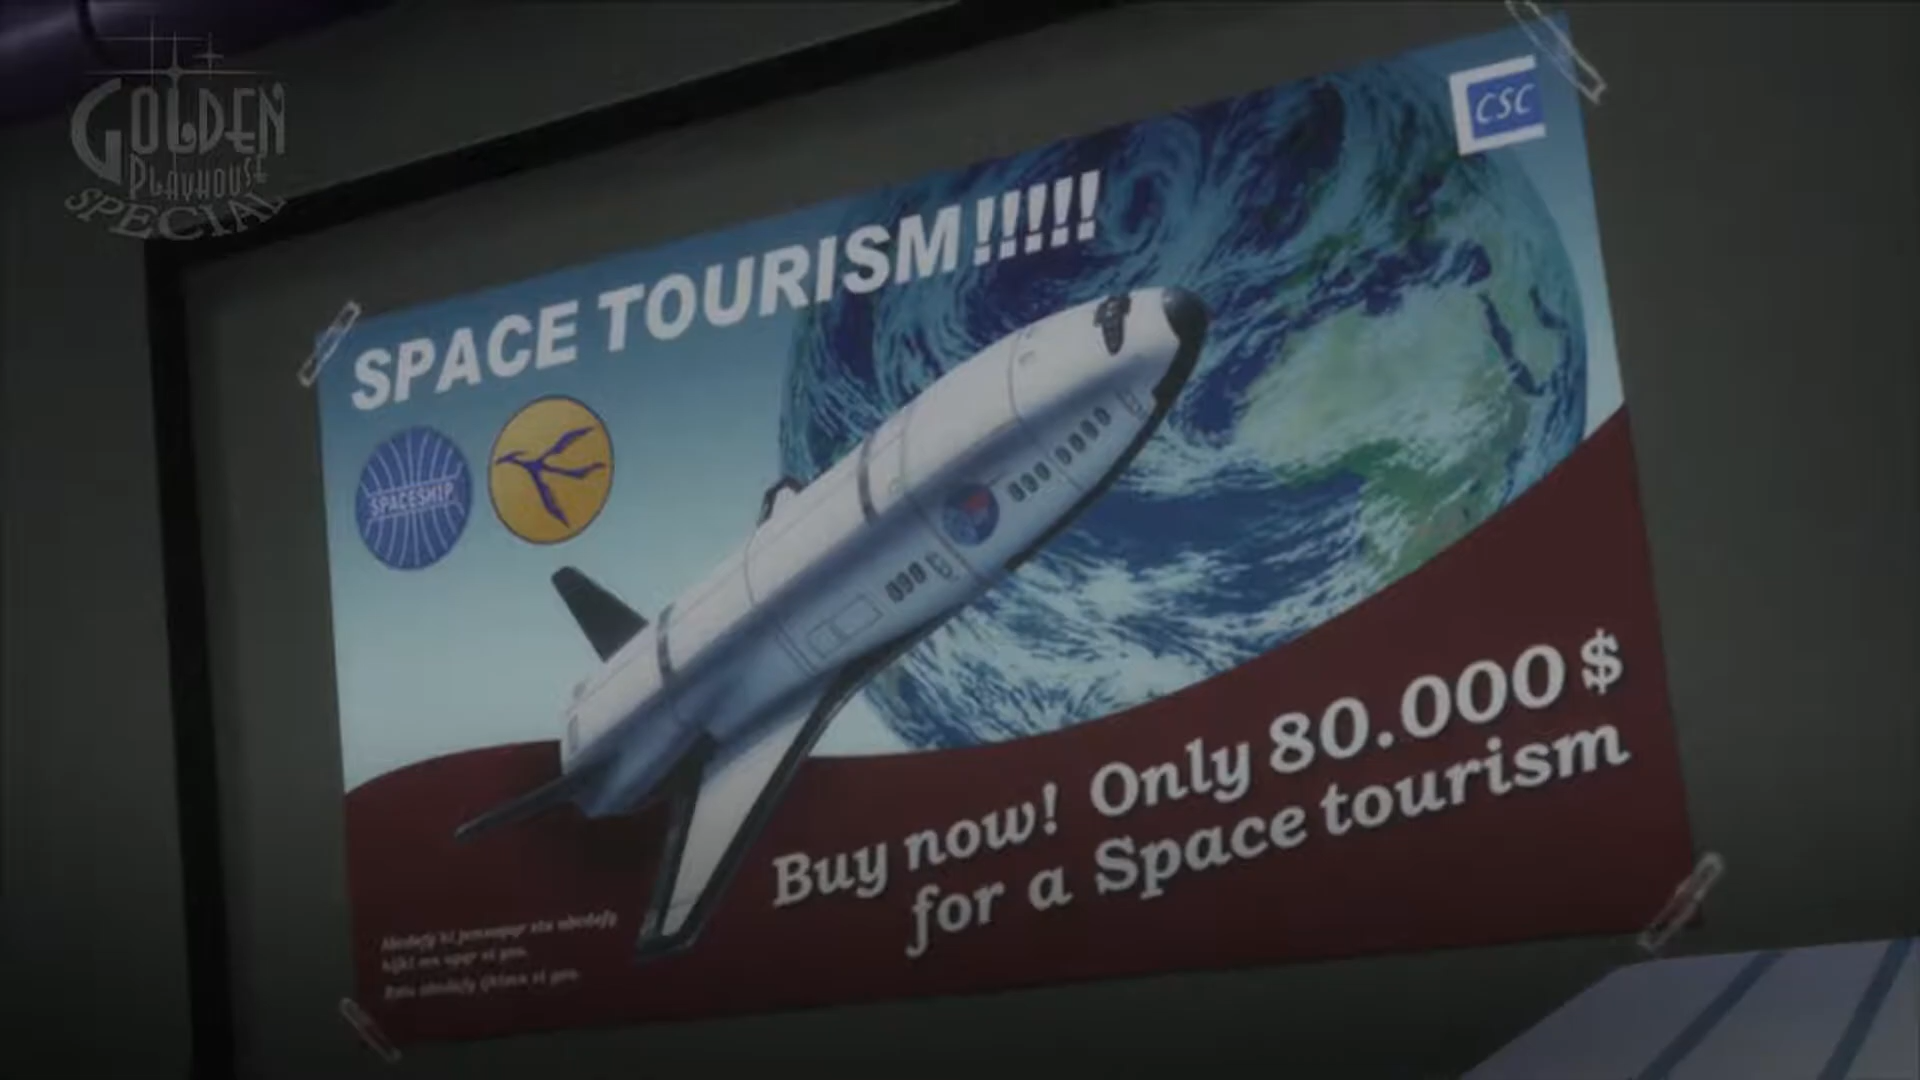 GOLDEN
PLAYHOUSE
SPECIAL
CSC
SPACE TOURISM!!!!!
SPACESHIP
Buy now! Only 80.000 $
for a Space tourism